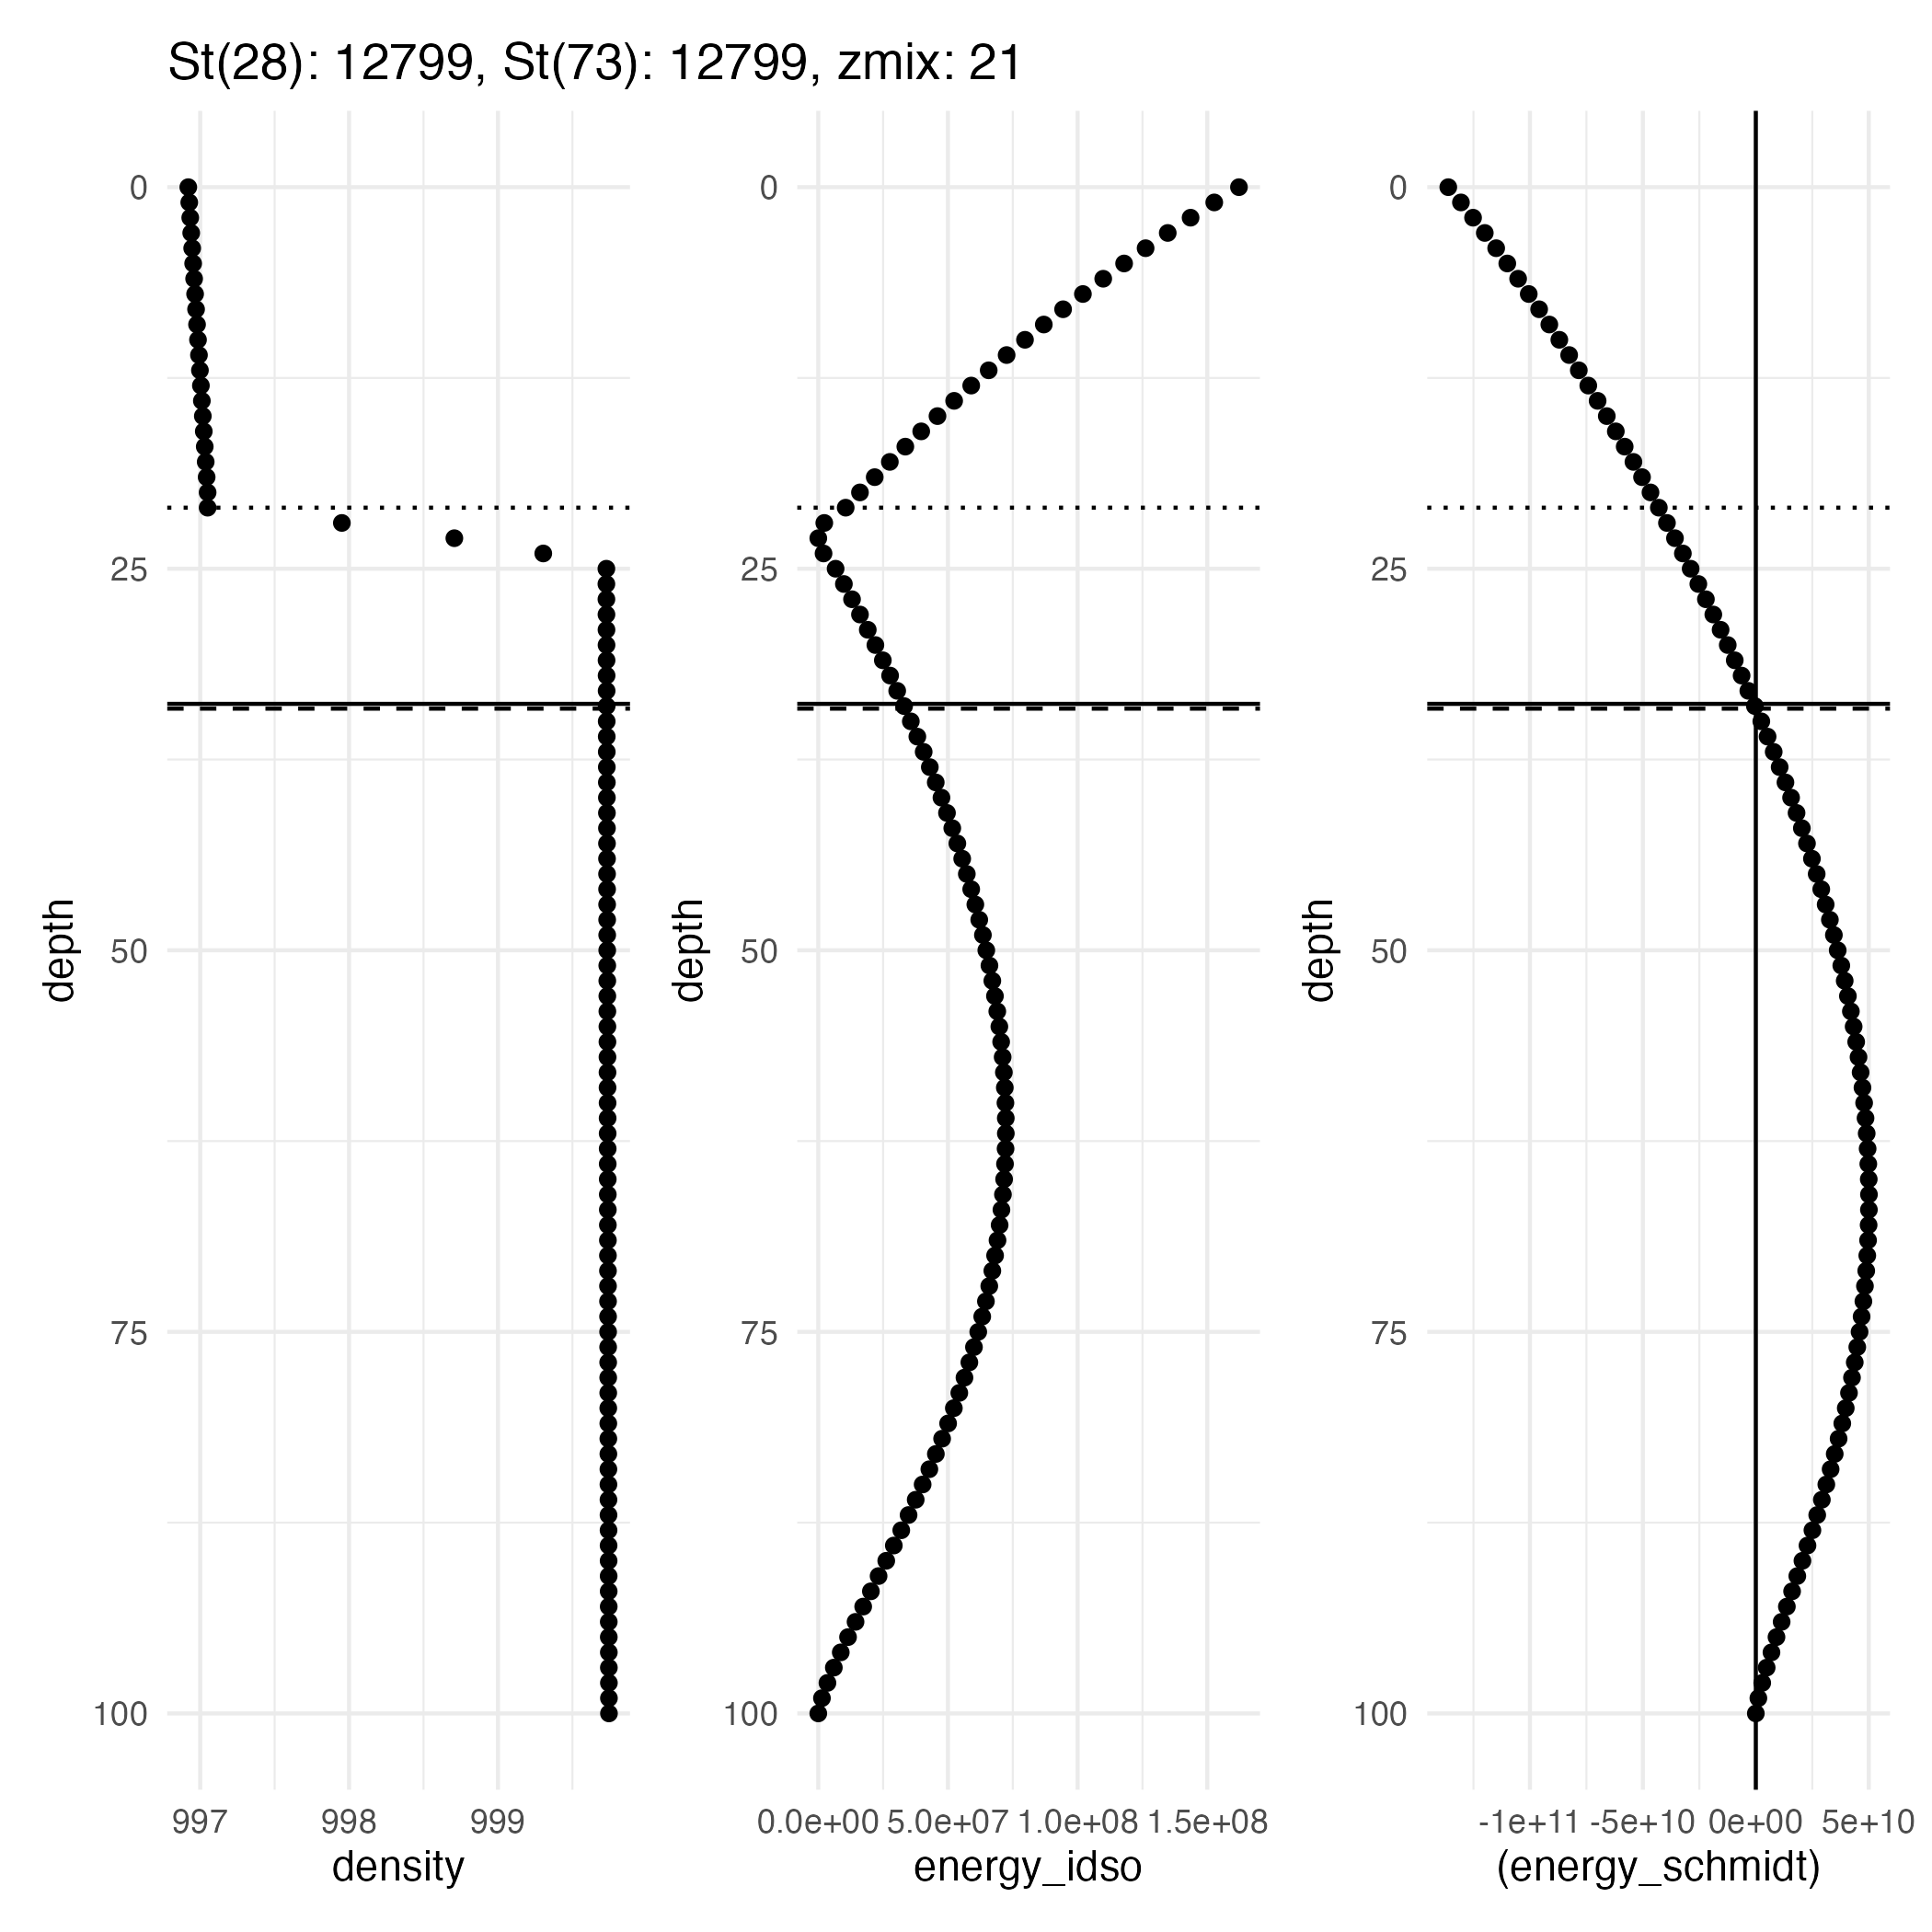 St(28): 12799, St(73): 12799, zmix: 21
0
25
50
75
100
depth
997 998 999
density
0
25
50
75
100
depth
0.0e+00 5.0e+07 1.0e+08 1.5e+08
energy_idso
0
25
50
75
100
depth
-1e+11 -5e+10 0e+00 5e+10
(energy_schmidt)